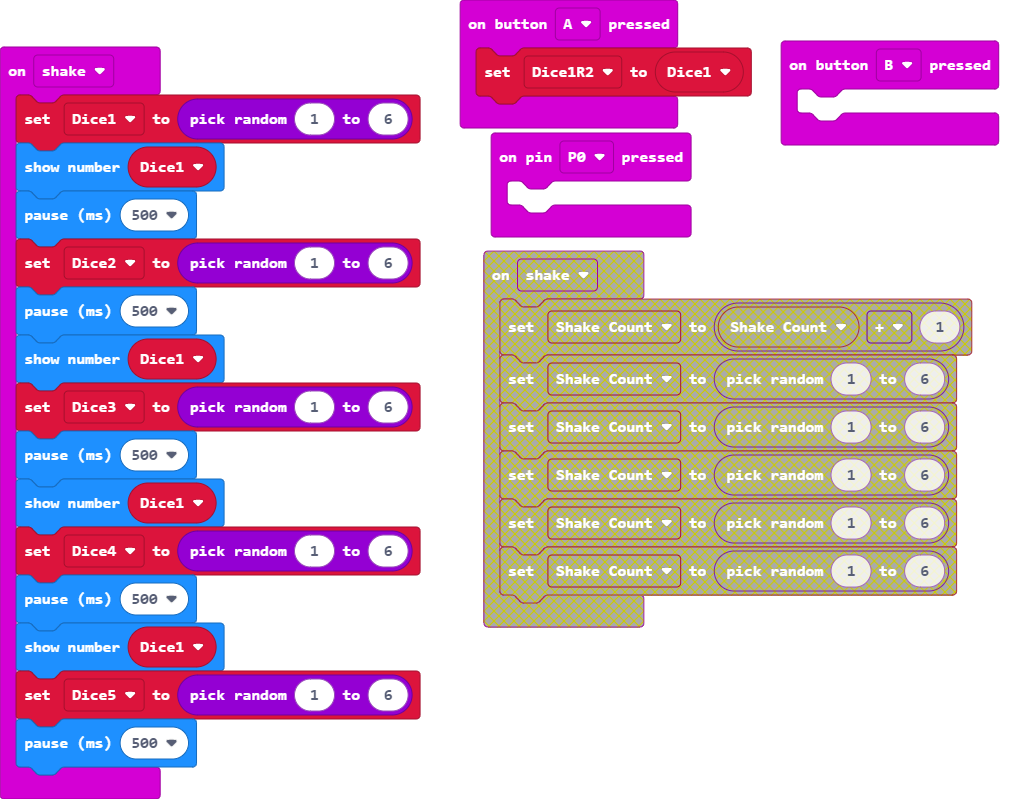 on shake
set Dice1 to pick random 1 to 6
show number Dice1
pause (ms) 500
set Dice2 to pick random 1 to 6
pause (ms) 500
show number Dice1
set Dice3 to pick random 1 to 6
pause (ms) 500
show number Dice1
set Dice4 to pick random 1 to 6
pause (ms) 500
show number Dice1
set Dice5 to pick random 1 to 6
pause (ms) 500
on button A pressed
set Dice1R2 to Dice1
on button B pressed
on pin P0 pressed
on shake
set Shake Count to Shake Count + 1
set Shake Count to pick random 1 to 6
set Shake Count to pick random 1 to 6
set Shake Count to pick random 1 to 6
set Shake Count to pick random 1 to 6
set Shake Count to pick random 1 to 6